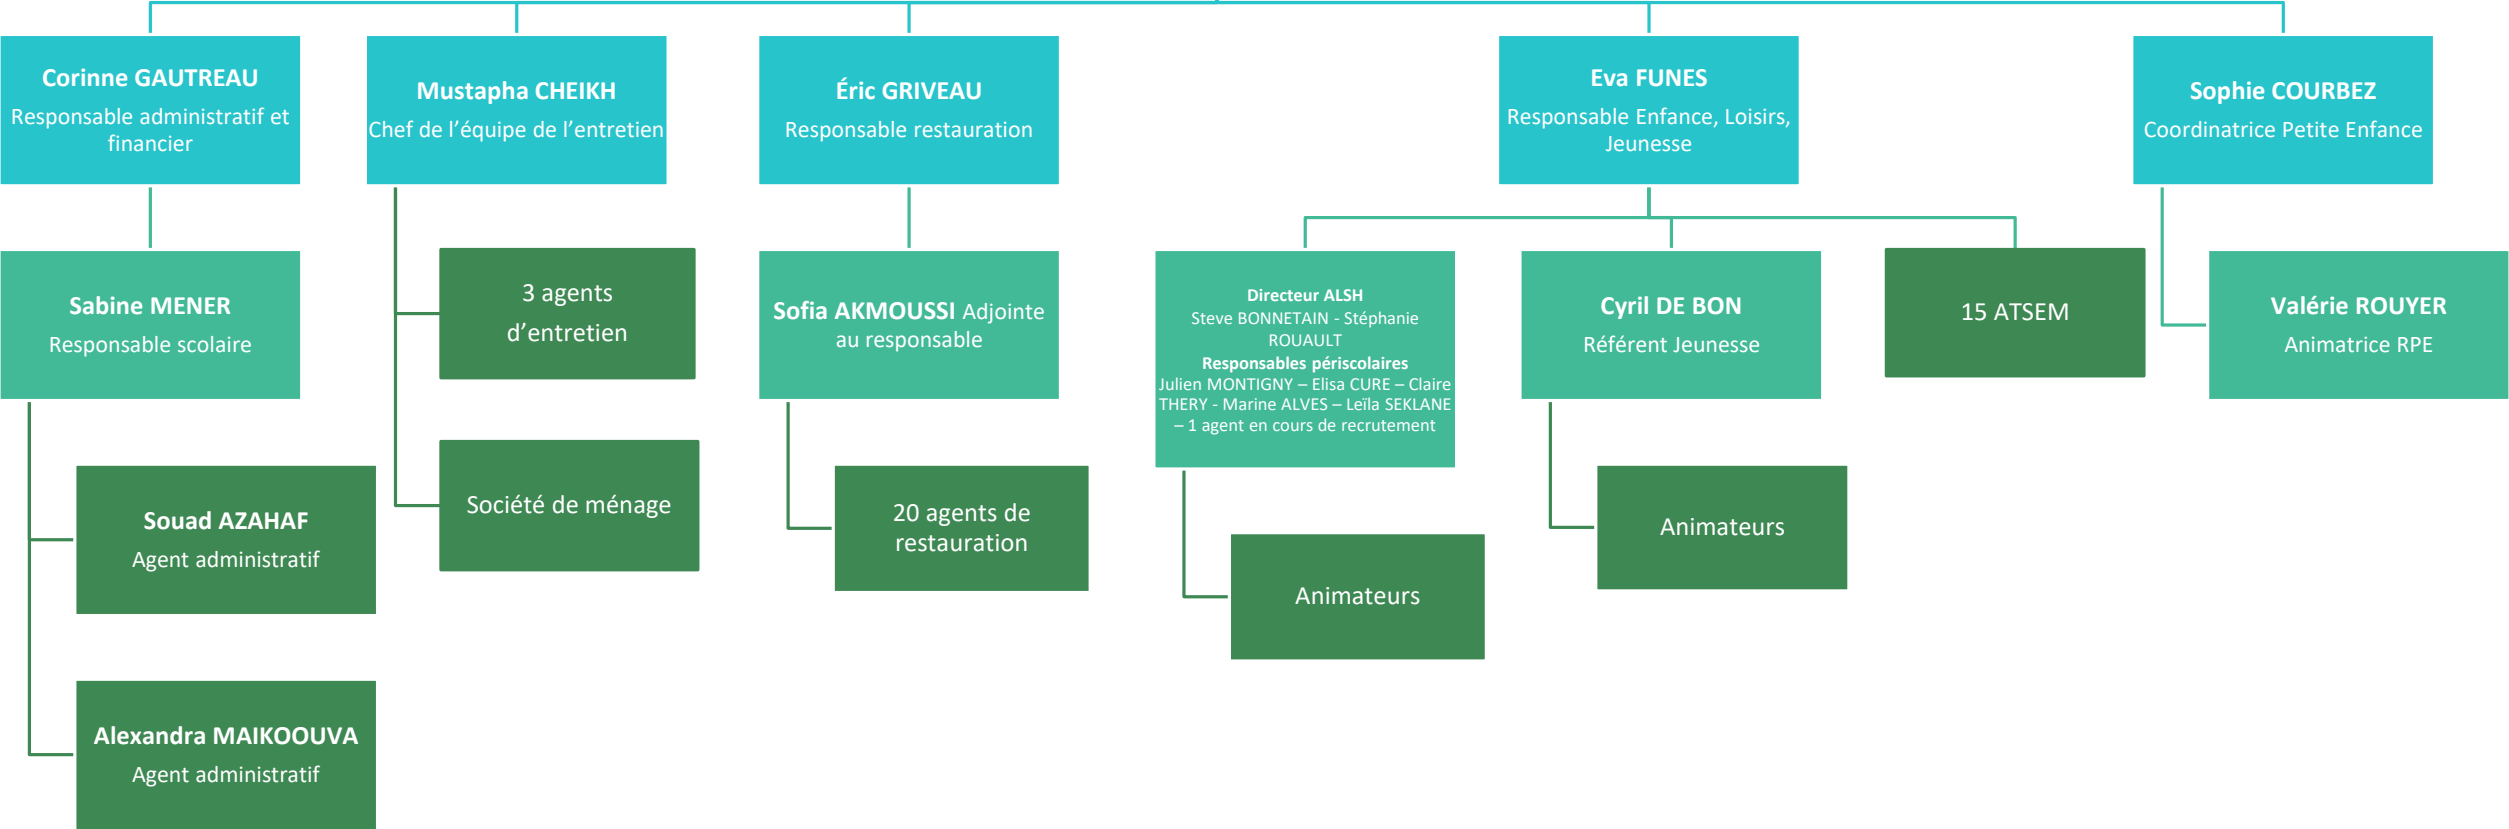 Corinne GAUTREAU
Responsable administratif et
financier
Mustapha CHEIKH
Chef de l’équipe de l’entretien
Éric GRIVEAU
Responsable restauration
Eva FUNES
Responsable Enfance, Loisirs,
Jeunesse
Sophie COURBEZ
Coordinatrice Petite Enfance
Sabine MENER
Responsable scolaire
3 agents
d’entretien
Sofia AKMOUSSI Adjointe
au responsable
Directeur ALSH
Steve BONNETAIN - Stéphanie
ROUAULT
Responsables périscolaires
Julien MONTIGNY – Elisa CURE – Claire
THERY - Marine ALVES – Leïla SEKLANE
– 1 agent en cours de recrutement
Cyril DE BON
Référent Jeunesse
15 ATSEM
Valérie ROUYER
Animatrice RPE
Souad AZAHAF
Agent administratif
Société de ménage
20 agents de
restauration
Animateurs
Animateurs
Alexandra MAIKOOUVA
Agent administratif